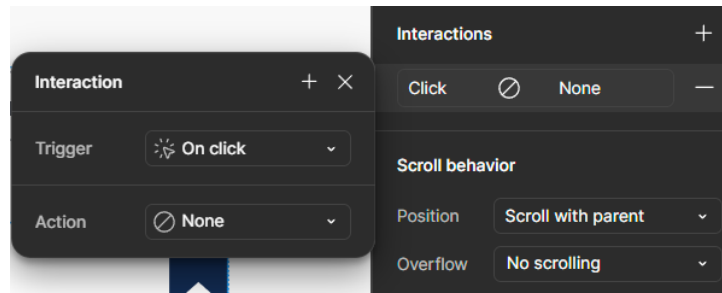 Interaction
Trigger On click
Action None
Interactions
Click None
Scroll behavior
Position Scroll with parent
Overflow No scrolling